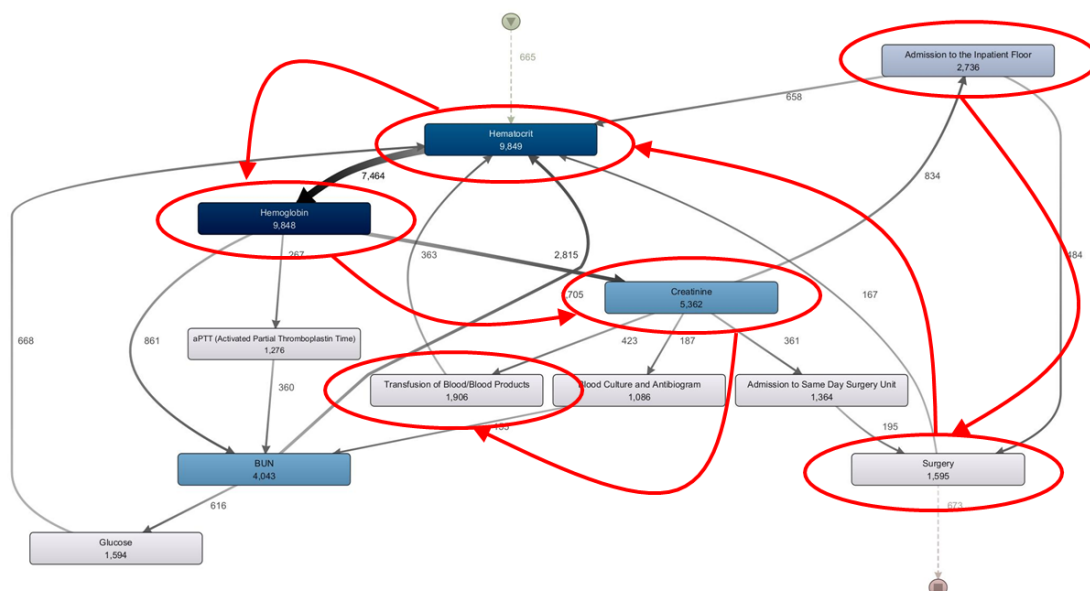 665
Admission to the Inpatient Floor
2,736
658
Hematocrit
9,849
7,464
834
Hemoglobin
9,848
267
363
2,815
484
Creatinine
5,362
705
167
668
861
aPTT (Activated Partial Thromboplastin Time)
1,276
423
187
361
360
Transfusion of Blood/Blood Products
1,906
Blood Culture and Antibiogram
1,086
Admission to Same Day Surgery Unit
1,364
195
BUN
4,043
Surgery
1,595
616
673
Glucose
1,594